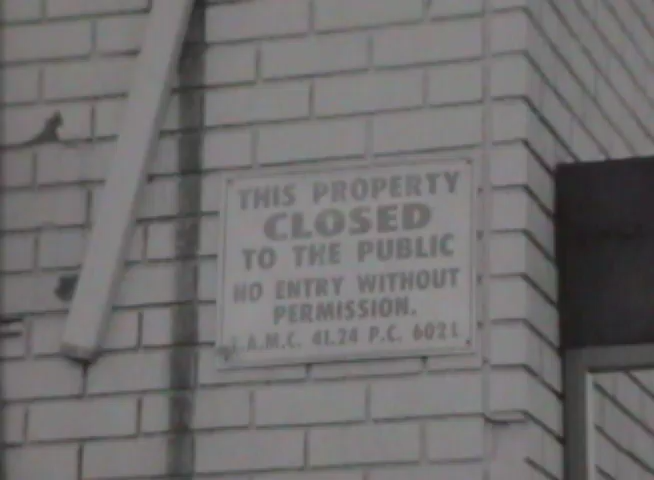 THIS PROPERTY
CLOSED
TO THE PUBLIC
NO ENTRY WITHOUT
PERMISSION.
L.A.M.C. 41.24 P.C. 602L